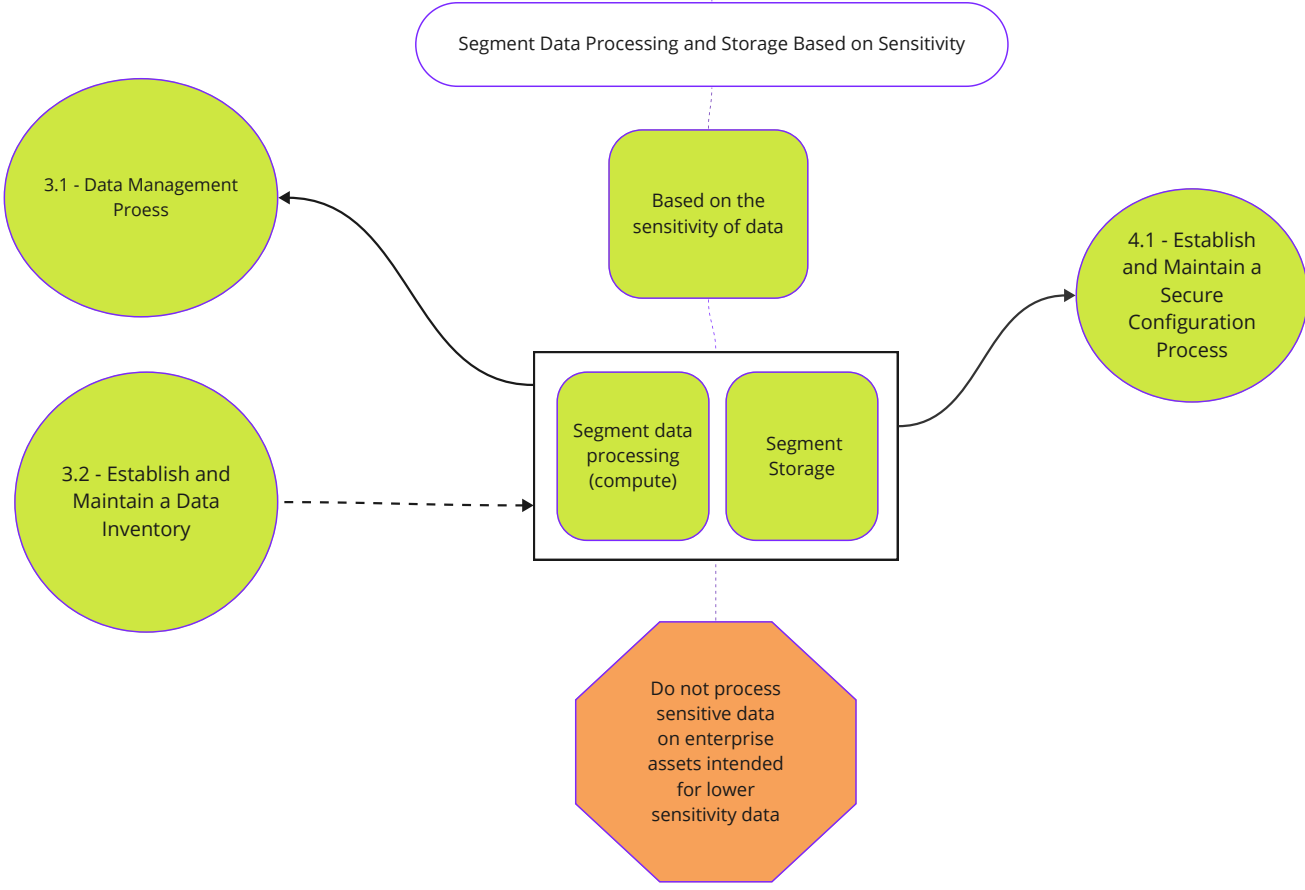 Segment Data Processing and Storage Based on Sensitivity
3.1 - Data Management
Proess
Based on the
sensitivity of data
4.1 - Establish
and Maintain a
Secure
Configuration
Process
Segment data
processing
(compute)
Segment
Storage
3.2 - Establish and
Maintain a Data
Inventory
Do not process
sensitive data
on enterprise
assets intended
for lower
sensitivity data